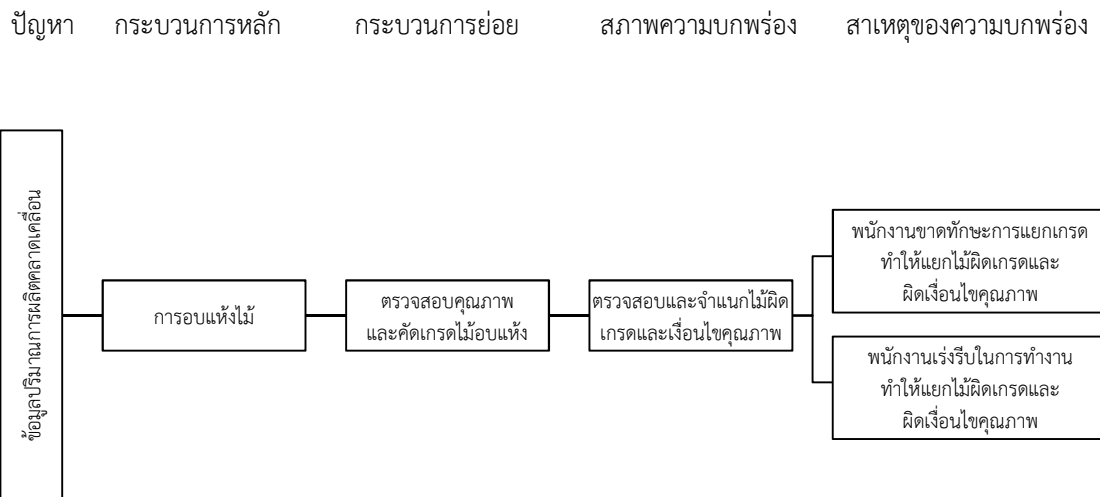 ปัญหา กระบวนการหลัก กระบวนการย่อย สภาพความบกพร่อง สาเหตุของความบกพร่อง
ข้อมูลปริมาณการผลิตคลาดเคลื่อน
การอบแห้งไม้
ตรวจสอบคุณภาพ
และคัดเกรดไม้อบแห้ง
ตรวจสอบและจำแนกไม้ผิด
เกรดและเงื่อนไขคุณภาพ
พนักงานขาดทักษะการแยกเกรด
ทำให้แยกไม้ผิดเกรดและ
ผิดเงื่อนไขคุณภาพ
พนักงานเร่งรีบในการทำงาน
ทำให้แยกไม้ผิดเกรดและ
ผิดเงื่อนไขคุณภาพ